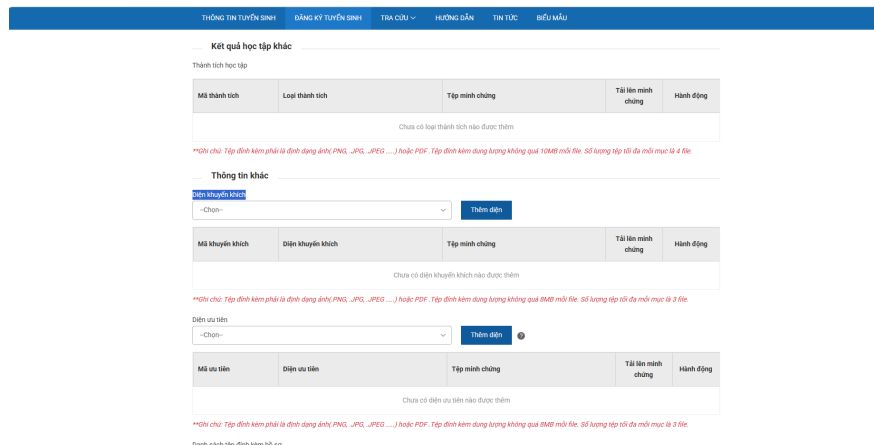 THÔNG TIN TUYỂN SINH ĐĂNG KÝ TUYỂN SINH TRA CỨU HƯỚNG DẪN TIN TỨC BIỂU MẪU
Kết quả học tập khác
Thành tích học tập
Mã thành tích Loại thành tích Tệp minh chứng Tải lên minh chứng Hành động
Chưa có loại thành tích nào được thêm
**Ghi chú: Tệp đính kèm phải là định dạng ảnh(.PNG, .JPG, .JPEG .....) hoặc PDF .Tệp đính kèm dung lượng không quá 10MB mỗi file. Số lượng tệp tối đa mỗi mục là 4 file.
Thông tin khác
Diện khuyến khích
--Chọn-- Thêm diện
Mã khuyến khích Diện khuyến khích Tệp minh chứng Tải lên minh chứng Hành động
Chưa có diện khuyến khích nào được thêm
**Ghi chú: Tệp đính kèm phải là định dạng ảnh(.PNG, .JPG, .JPEG .....) hoặc PDF .Tệp đính kèm dung lượng không quá 8MB mỗi file. Số lượng tệp tối đa mỗi mục là 3 file.
Diện ưu tiên
--Chọn-- Thêm diện ?
Mã ưu tiên Diện ưu tiên Tệp minh chứng Tải lên minh chứng Hành động
Chưa có diện ưu tiên nào được thêm
**Ghi chú: Tệp đính kèm phải là định dạng ảnh(.PNG, .JPG, .JPEG .....) hoặc PDF .Tệp đính kèm dung lượng không quá 8MB mỗi file. Số lượng tệp tối đa mỗi mục là 3 file.
Danh sách tệp đính kèm hồ sơ